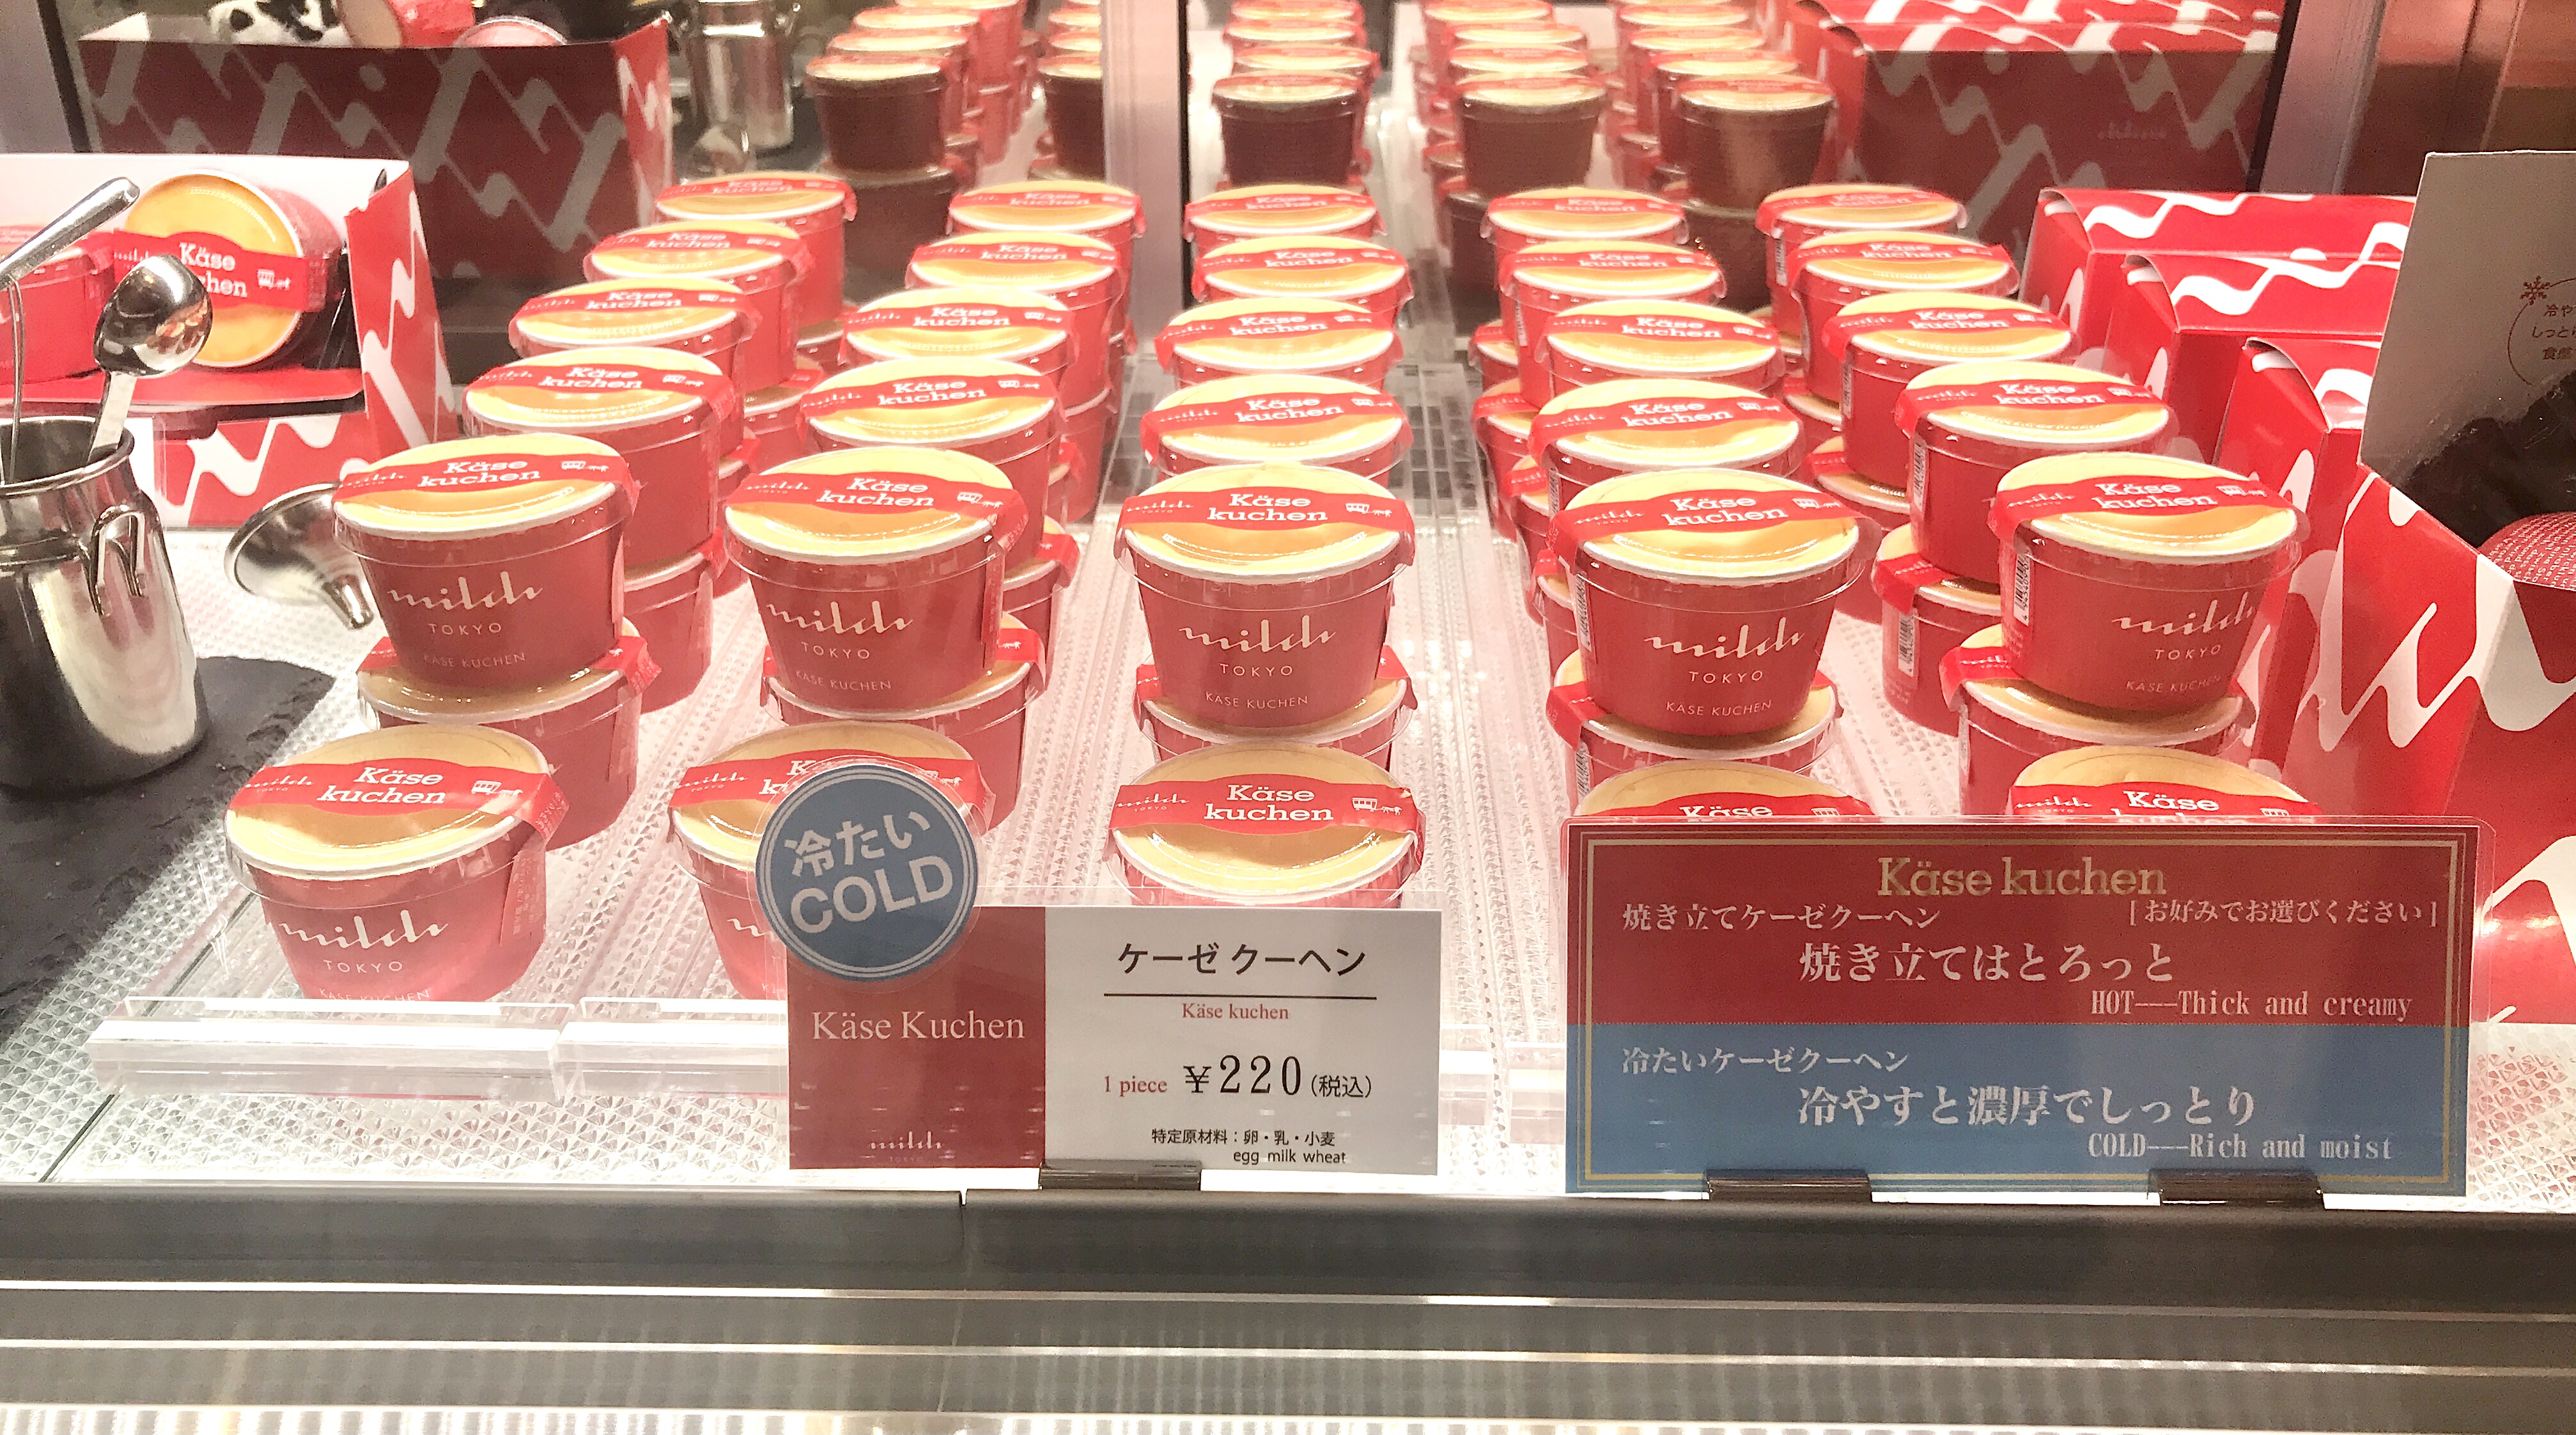 Käse
kuchen
milch
TOKYO
KÄSE KUCHEN
冷たい
COLD
Käse Kuchen
milch
TOKYO
ケーゼ クーヘン
Käse kuchen
1 piece ¥220(税込)
特定原材料：卵・乳・小麦
egg milk wheat
Käse kuchen
焼き立てケーゼクーヘン [お好みでお選びください]
焼き立てはとろっと
HOT---Thick and creamy
冷たいケーゼクーヘン
冷やすと濃厚でしっとり
COLD---Rich and moist